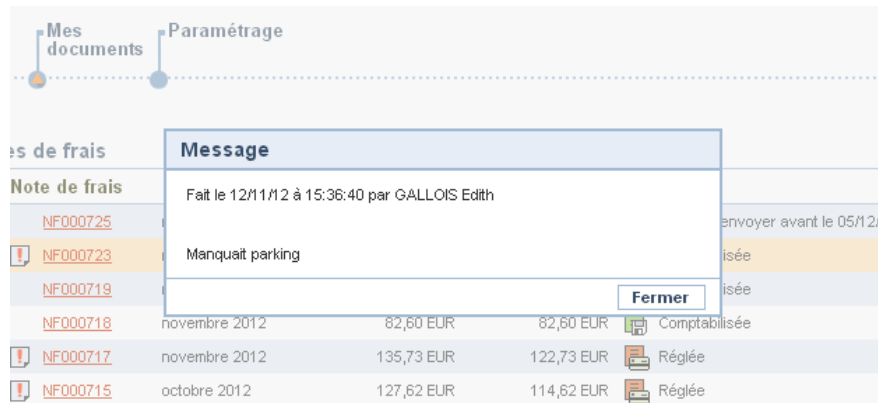 Mes
documents
Paramétrage
es de frais
Message
Note de frais
Fait le 12/11/12 à 15:36:40 par GALLOIS Edith
NF000725
envoyer avant le 05/12/
Manquait parking
NF000723
isée
NF000719
isée
Fermer
NF000718 novembre 2012 82,60 EUR 82,60 EUR Comptabilisée
NF000717 novembre 2012 135,73 EUR 122,73 EUR Réglée
NF000715 octobre 2012 127,62 EUR 114,62 EUR Réglée